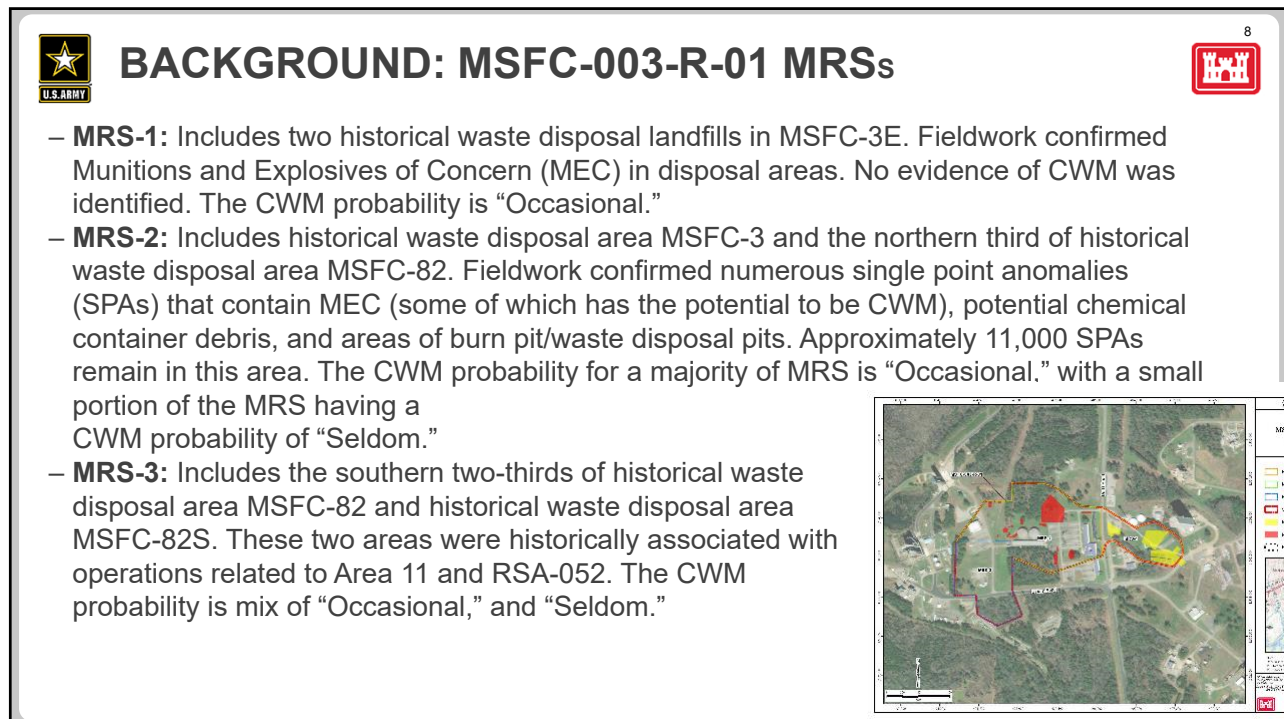 8
U.S.ARMY
BACKGROUND: MSFC-003-R-01 MRSs
– MRS-1: Includes two historical waste disposal landfills in MSFC-3E. Fieldwork confirmed
Munitions and Explosives of Concern (MEC) in disposal areas. No evidence of CWM was
identified. The CWM probability is “Occasional.”
– MRS-2: Includes historical waste disposal area MSFC-3 and the northern third of historical
waste disposal area MSFC-82. Fieldwork confirmed numerous single point anomalies
(SPAs) that contain MEC (some of which has the potential to be CWM), potential chemical
container debris, and areas of burn pit/waste disposal pits. Approximately 11,000 SPAs
remain in this area. The CWM probability for a majority of MRS is “Occasional,” with a small
portion of the MRS having a
CWM probability of “Seldom.”
– MRS-3: Includes the southern two-thirds of historical waste
disposal area MSFC-82 and historical waste disposal area
MSFC-82S. These two areas were historically associated with
operations related to Area 11 and RSA-052. The CWM
probability is mix of “Occasional,” and “Seldom.”